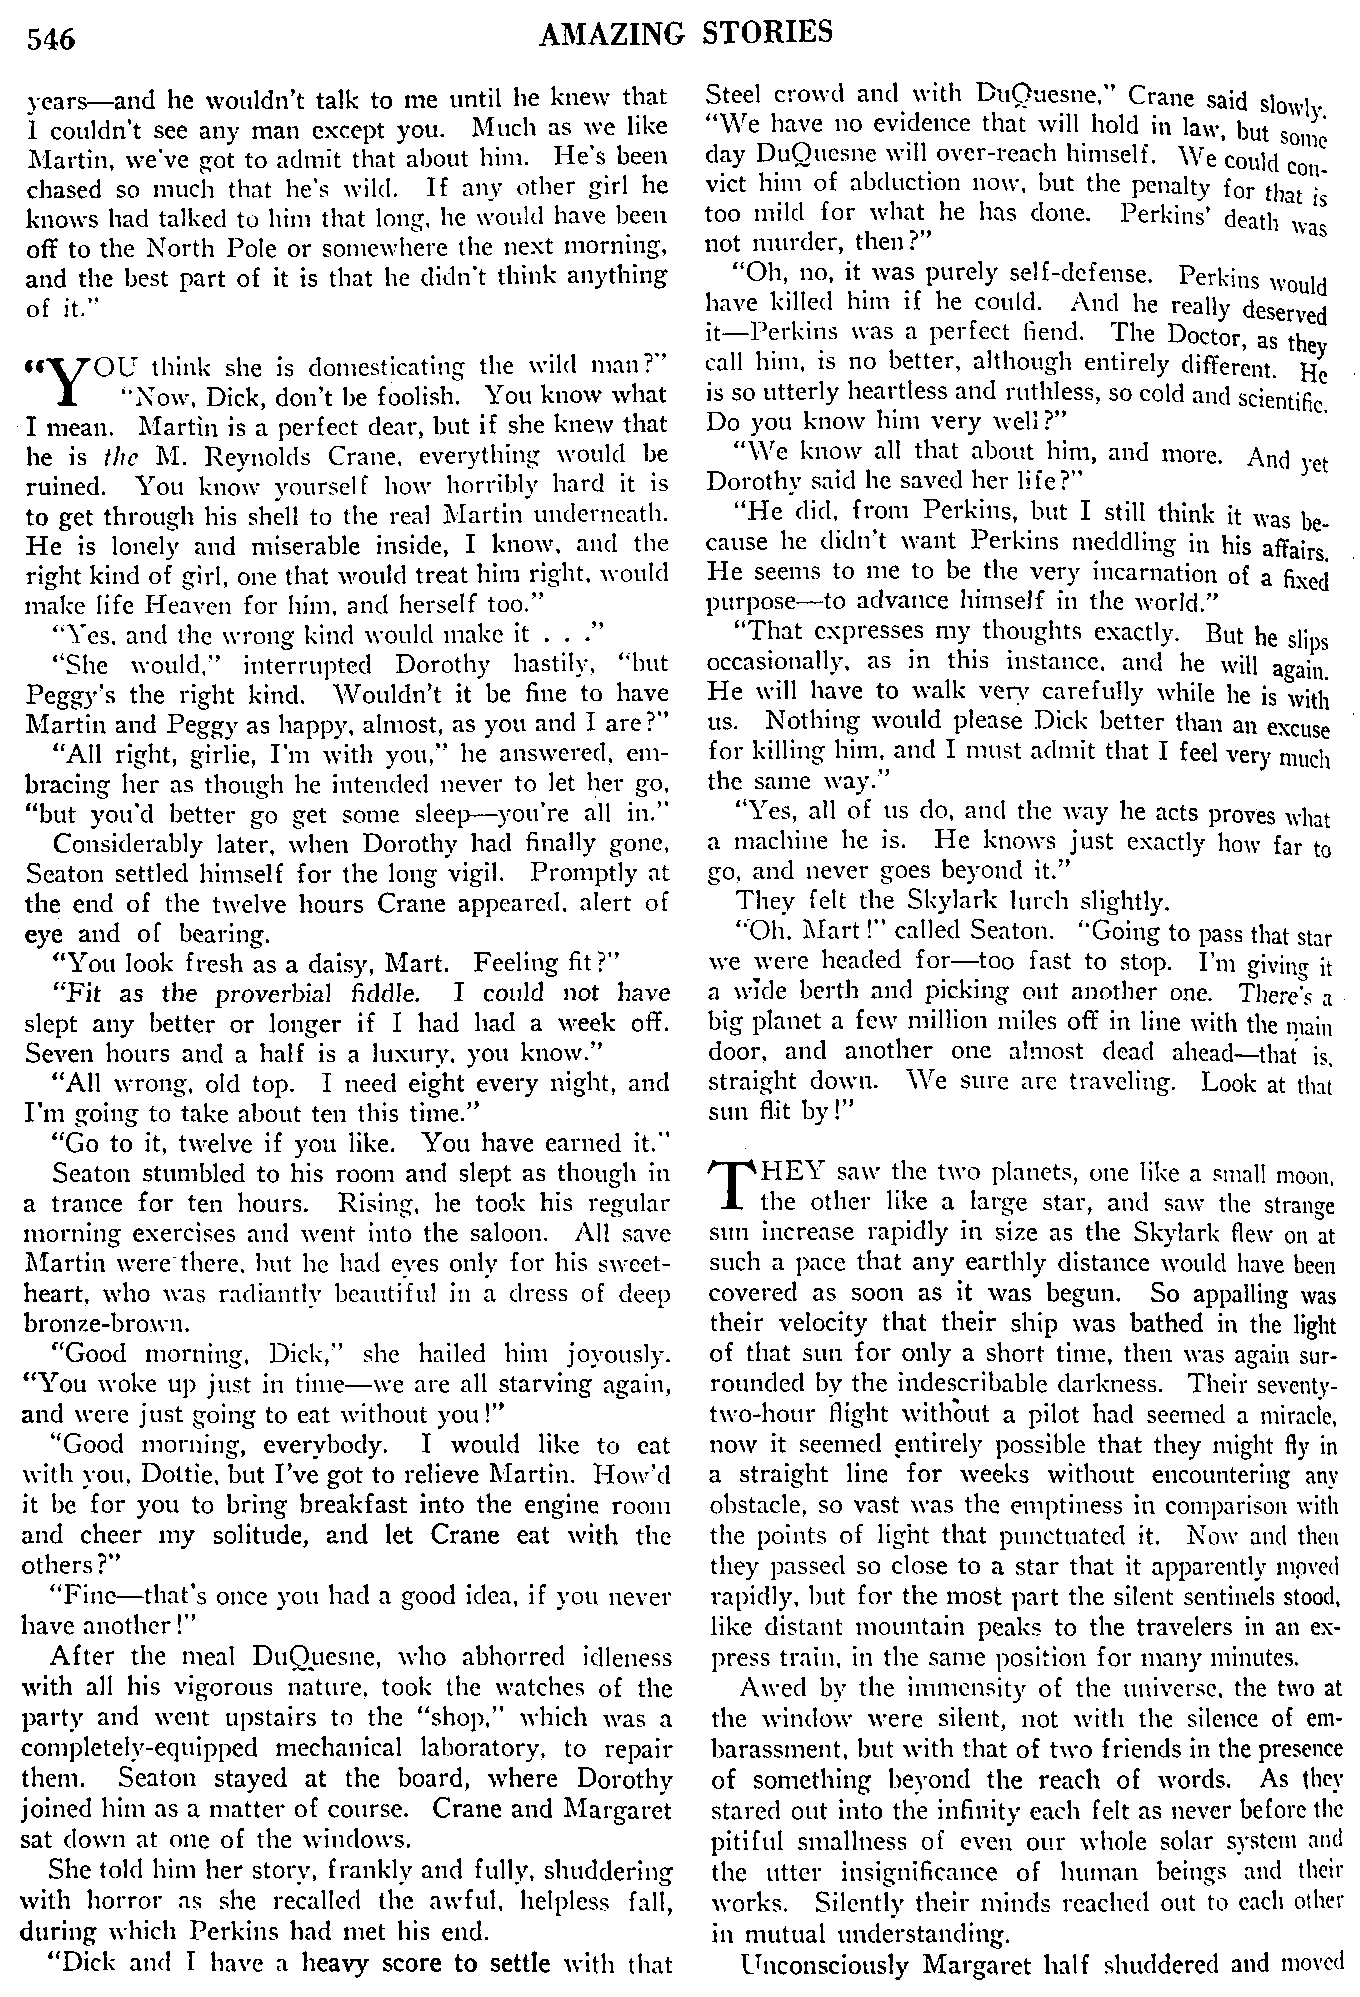 546
AMAZING STORIES
years—and he wouldn't talk to me until he knew that
I couldn't see any man except you. Much as we like
Martin, we've got to admit that about him. He's been
chased so much that he's wild. If any other girl he
knows had talked to him that long, he would have been
off to the North Pole or somewhere the next morning,
and the best part of it is that he didn't think anything
of it."
"YOU think she is domesticating the wild man?"
"Now, Dick, don't be foolish. You know what
I mean. Martin is a perfect dear, but if she knew that
he is the M. Reynolds Crane, everything would be
ruined. You know yourself how horribly hard it is
to get through his shell to the real Martin underneath.
He is lonely and miserable inside, I know, and the
right kind of girl, one that would treat him right, would
make life Heaven for him, and herself too."
"Yes, and the wrong kind would make it . . ."
"She would," interrupted Dorothy hastily, "but
Peggy's the right kind. Wouldn't it be fine to have
Martin and Peggy as happy, almost, as you and I are?"
"All right, girlie, I'm with you," he answered, em-
bracing her as though he intended never to let her go,
"but you'd better go get some sleep—you're all in."
Considerably later, when Dorothy had finally gone,
Seaton settled himself for the long vigil. Promptly at
the end of the twelve hours Crane appeared, alert of
eye and of bearing.
"You look fresh as a daisy, Mart. Feeling fit?"
"Fit as the proverbial fiddle. I could not have
slept any better or longer if I had had a week off.
Seven hours and a half is a luxury, you know."
"All wrong, old top. I need eight every night, and
I'm going to take about ten this time."
"Go to it, twelve if you like. You have earned it."
Seaton stumbled to his room and slept as though in
a trance for ten hours. Rising, he took his regular
morning exercises and went into the saloon. All save
Martin were there, but he had eyes only for his sweet-
heart, who was radiantly beautiful in a dress of deep
bronze-brown.
"Good morning, Dick," she hailed him joyously.
"You woke up just in time—we are all starving again,
and were just going to eat without you!"
"Good morning, everybody. I would like to eat
with you, Dottie, but I've got to relieve Martin. How'd
it be for you to bring breakfast into the engine room
and cheer my solitude, and let Crane eat with the
others?"
"Fine—that's once you had a good idea, if you never
have another!"
After the meal DuQuesne, who abhorred idleness
with all his vigorous nature, took the watches of the
party and went upstairs to the "shop," which was a
completely-equipped mechanical laboratory, to repair
them. Seaton stayed at the board, where Dorothy
joined him as a matter of course. Crane and Margaret
sat down at one of the windows.
She told him her story, frankly and fully, shuddering
with horror as she recalled the awful, helpless fall,
during which Perkins had met his end.
"Dick and I have a heavy score to settle with that
Steel crowd and with DuQuesne," Crane said slowly.
"We have no evidence that will hold in law, but some
day DuQuesne will over-reach himself. We could con-
vict him of abduction now, but the penalty for that is
too mild for what he has done. Perkins' death was
not murder, then?"
"Oh, no, it was purely self-defense. Perkins would
have killed him if he could. And he really deserved
it—Perkins was a perfect fiend. The Doctor, as they
call him, is no better, although entirely different. He
is so utterly heartless and ruthless, so cold and scientific.
Do you know him very well?"
"We know all that about him, and more. And yet
Dorothy said he saved her life?"
"He did, from Perkins, but I still think it was be-
cause he didn't want Perkins meddling in his affairs.
He seems to me to be the very incarnation of a fixed
purpose—to advance himself in the world."
"That expresses my thoughts exactly. But he slips
occasionally, as in this instance, and he will again.
He will have to walk very carefully while he is with
us. Nothing would please Dick better than an excuse
for killing him, and I must admit that I feel very much
the same way."
"Yes, all of us do, and the way he acts proves what
a machine he is. He knows just exactly how far to
go, and never goes beyond it."
They felt the Skylark lurch slightly.
"Oh, Mart!" called Seaton. "Going to pass that star
we were headed for—too fast to stop. I'm giving it
a wide berth and picking out another one. There's a
big planet a few million miles off in line with the main
door, and another one almost dead ahead—that is,
straight down. We sure are traveling. Look at that
sun flit by!"
THEY saw the two planets, one like a small moon,
the other like a large star, and saw the strange
sun increase rapidly in size as the Skylark flew on at
such a pace that any earthly distance would have been
covered as soon as it was begun. So appalling was
their velocity that their ship was bathed in the light
of that sun for only a short time, then was again sur-
rounded by the indescribable darkness. Their seventy-
two-hour flight without a pilot had seemed a miracle,
now it seemed entirely possible that they might fly in
a straight line for weeks without encountering any
obstacle, so vast was the emptiness in comparison with
the points of light that punctuated it. Now and then
they passed so close to a star that it apparently moved
rapidly, but for the most part the silent sentinels stood,
like distant mountain peaks to the travelers in an ex-
press train, in the same position for many minutes.
Awed by the immensity of the universe, the two at
the window were silent, not with the silence of em-
barassment, but with that of two friends in the presence
of something beyond the reach of words. As they
stared out into the infinity each felt as never before the
pitiful smallness of even our whole solar system and
the utter insignificance of human beings and their
works. Silently their minds reached out to each other
in mutual understanding.
Unconsciously Margaret half shuddered and moved